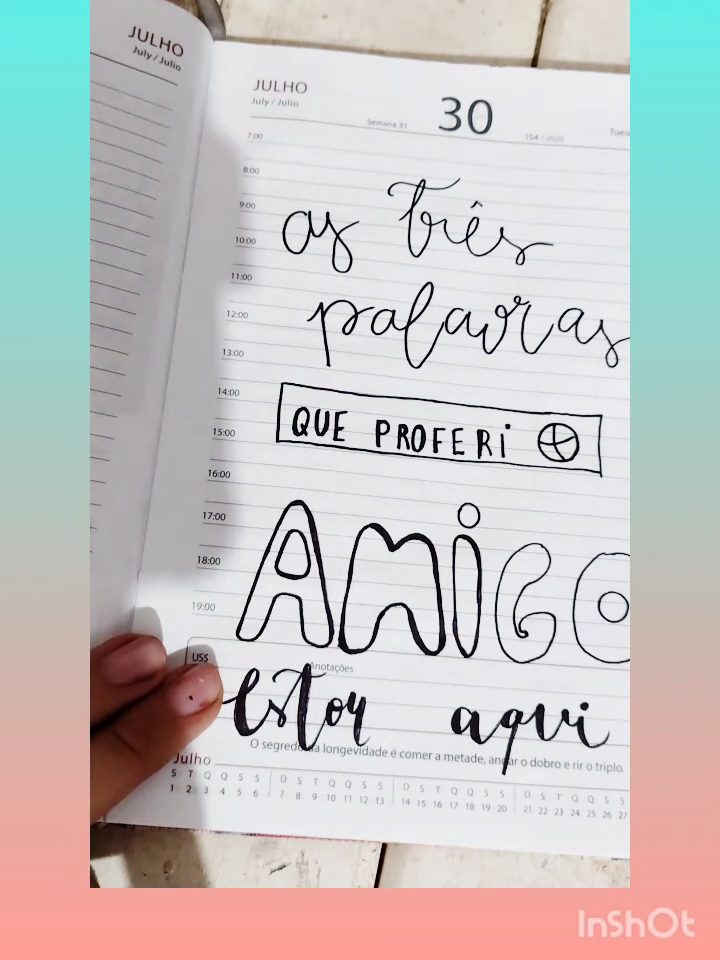 JULHO
July / Julio
JULHO
July / Julio
30
Semana 31
-154 / 2020
7:00
8:00
9:00
10:00
11:00
12:00
13:00
14:00
15:00
16:00
17:00
18:00
19:00
as três
palavras
QUE PROFERI
AMIGO
US$
Anotações
estou aqui
O segredo da longevidade é comer a metade, andar o dobro e rir o triplo.
Julho
S T Q Q S S D S T Q Q S S D S T Q Q S S D S T Q Q S S
1 2 3 4 5 6 7 8 9 10 11 12 13 14 15 16 17 18 19 20 21 22 23 24 25 26 27
InShOt